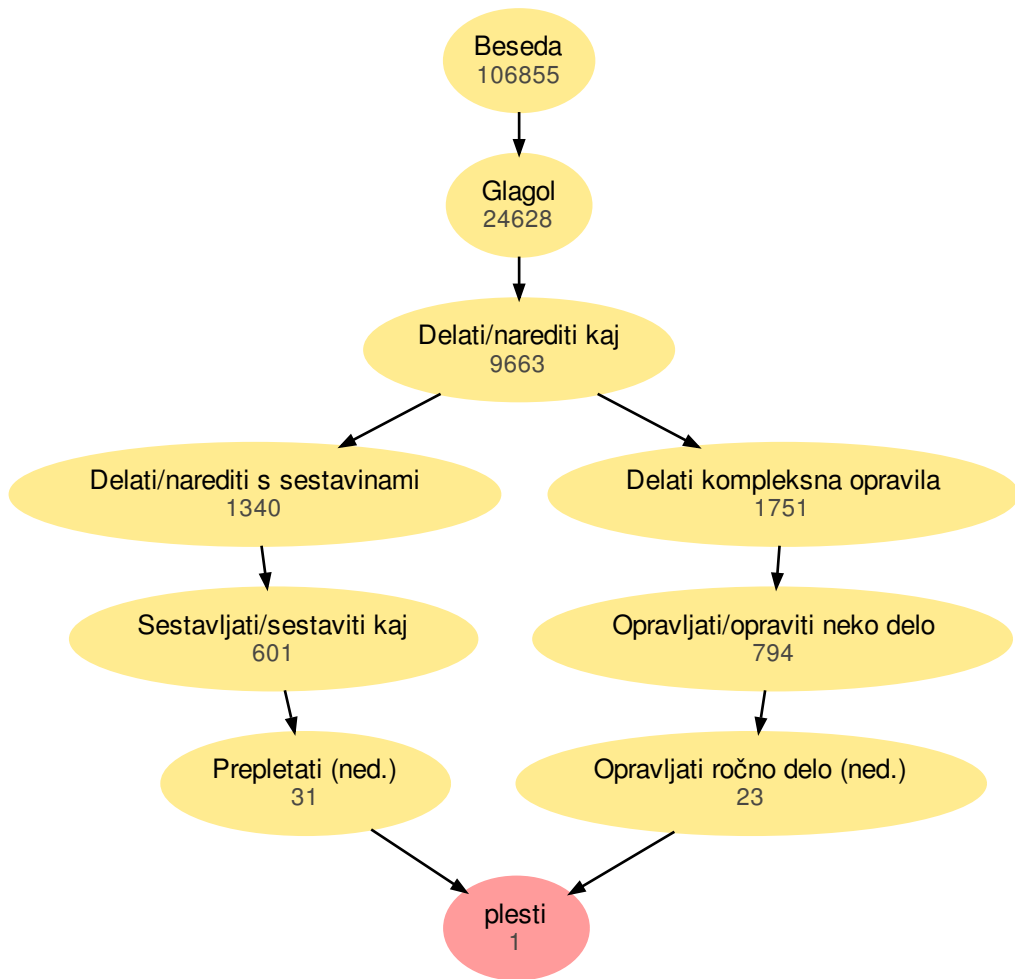 Beseda
106855
Glagol
24628
Delati/narediti kaj
9663
Delati/narediti s sestavinami
1340
Delati kompleksna opravila
1751
Sestavljati/sestaviti kaj
601
Opravljati/opraviti neko delo
794
Prepletati (ned.)
31
Opravljati ročno delo (ned.)
23
plesti
1